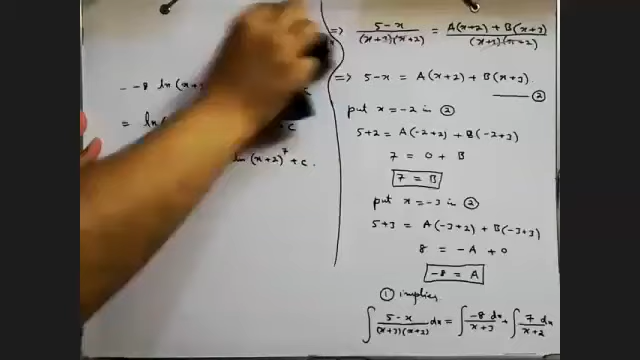 - -8 ln (x+
= ln ( + c
ln (x+2)^7 + c.
⇒ 5-x / (x+3)(x+2) = A(x+2) + B(x+3) / (x+3)(x+2)
⇒ 5-x = A(x+2) + B(x+3) ——②
put x = -2 in ②
5+2 = A(-2+2) + B(-2+3)
7 = 0 + B
7 = B
put x = -3 in ②
5+3 = A(-3+2) + B(-3+3)
8 = -A + 0
-8 = A
① implies
∫ 5-x / (x+3)(x+2) dx = ∫ -8 dx / x+3 + ∫ 7 dx / x+2